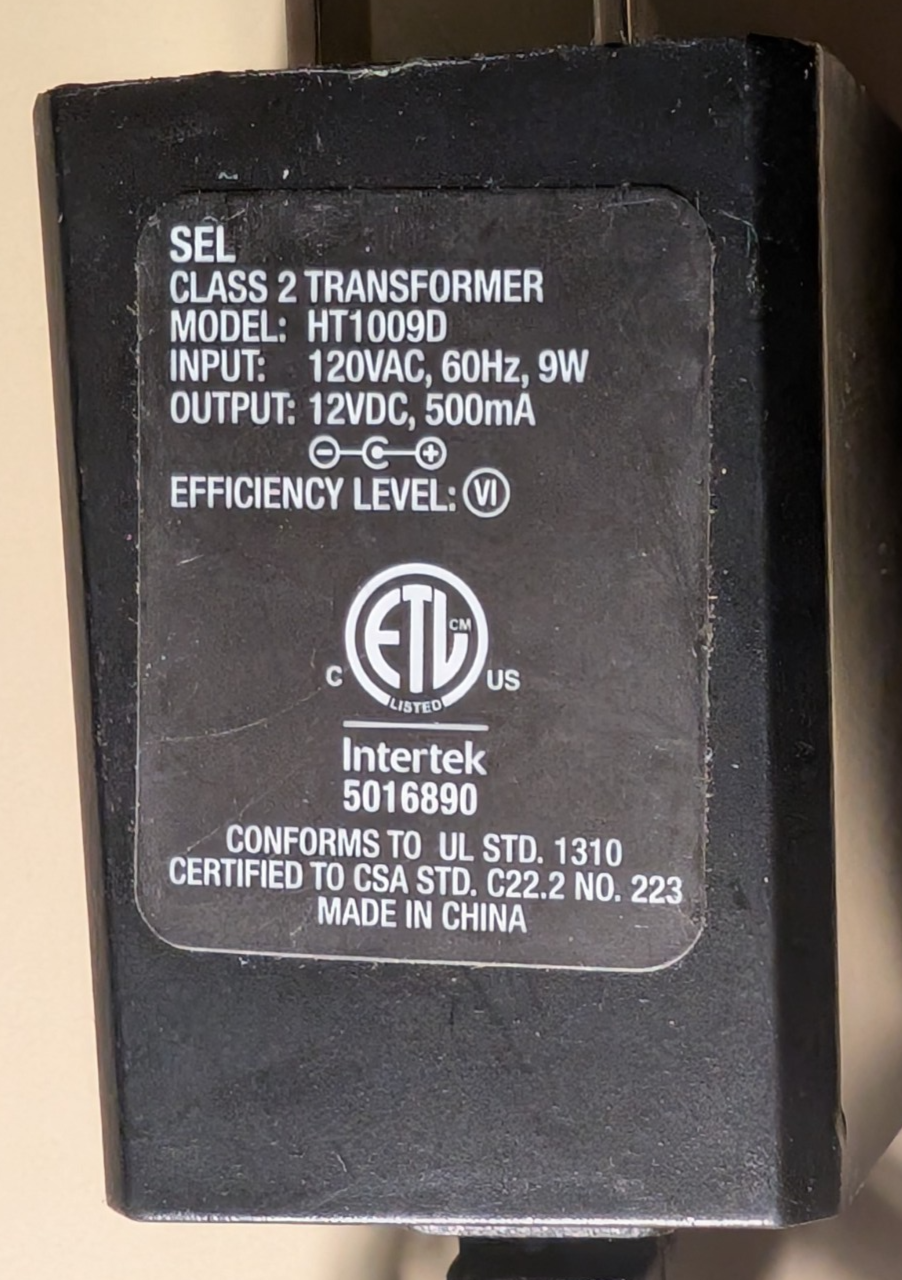 SEL
CLASS 2 TRANSFORMER
MODEL: HT1009D
INPUT: 120VAC, 60Hz, 9W
OUTPUT: 12VDC, 500mA
EFFICIENCY LEVEL: VI
ETL CM
C US
LISTED
Intertek
5016890
CONFORMS TO UL STD. 1310
CERTIFIED TO CSA STD. C22.2 NO. 223
MADE IN CHINA